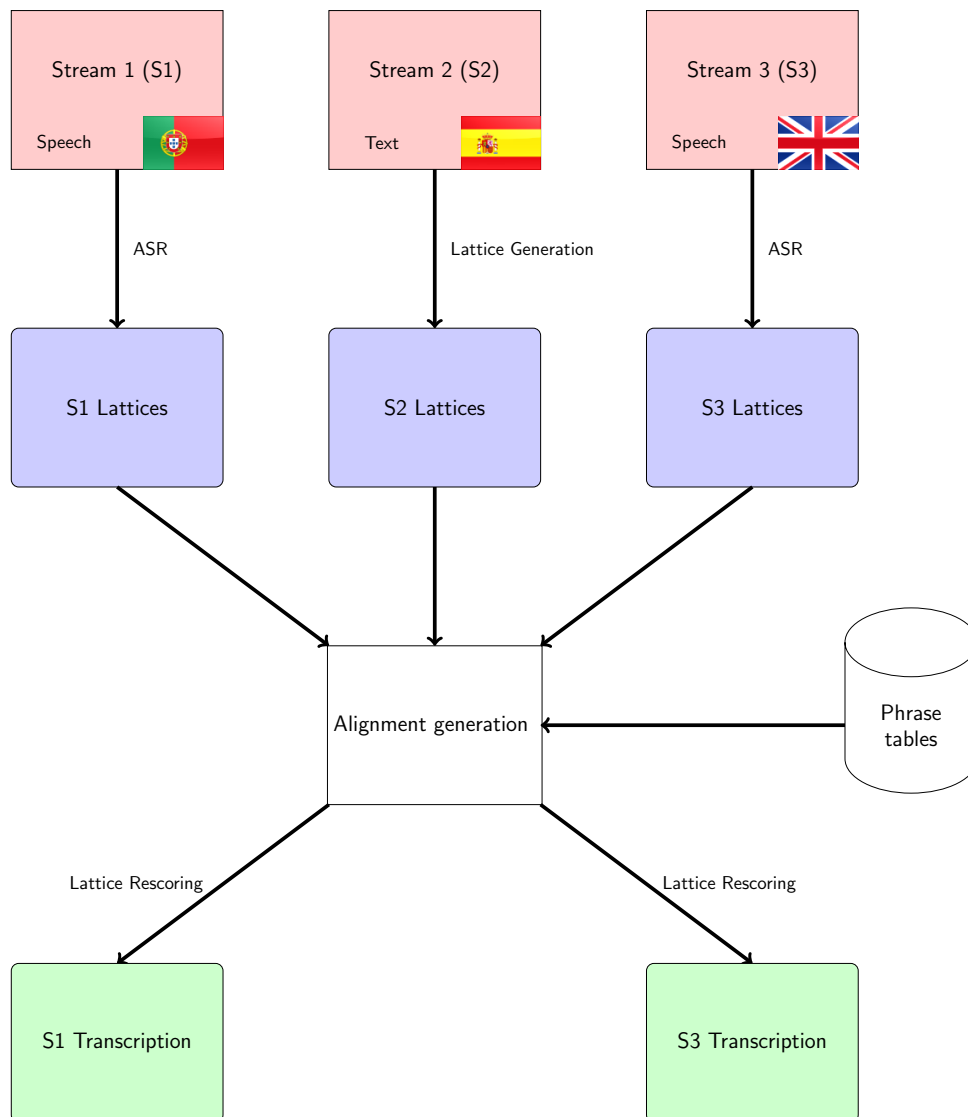 Stream 1 (S1)
Speech
Stream 2 (S2)
Text
Stream 3 (S3)
Speech
ASR
Lattice Generation
ASR
S1 Lattices
S2 Lattices
S3 Lattices
Alignment generation
Phrase
tables
Lattice Rescoring
Lattice Rescoring
S1 Transcription
S3 Transcription